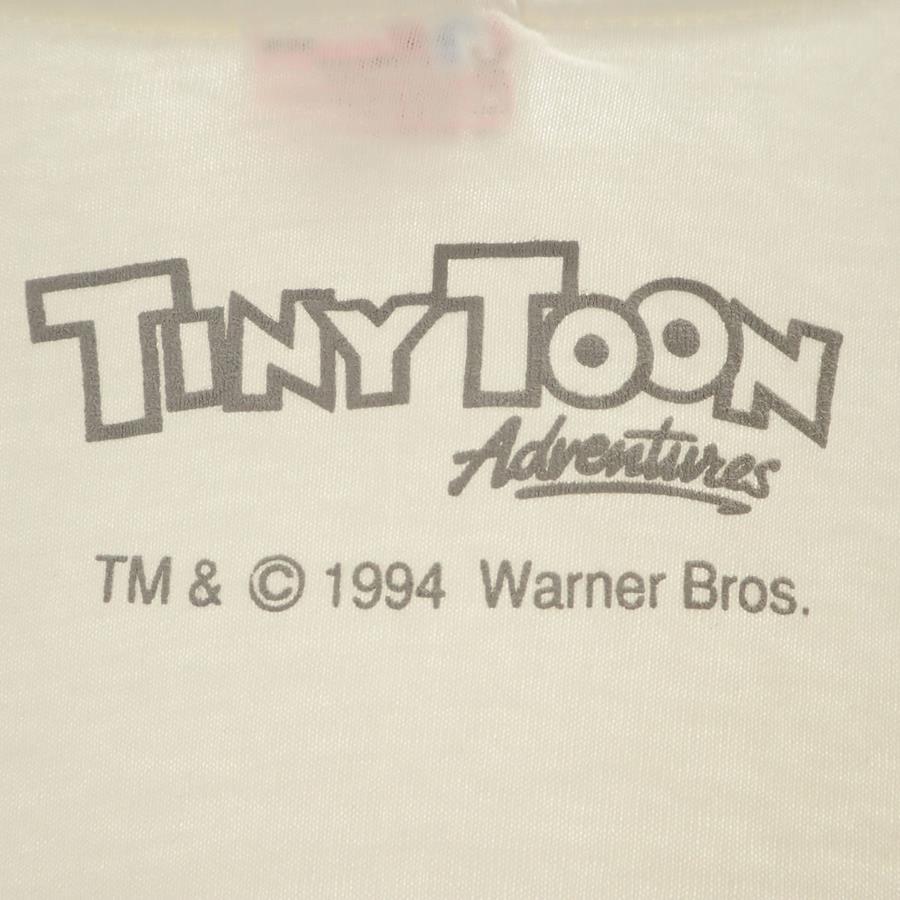 TINY TOON
Adventures
TM & © 1994 Warner Bros.